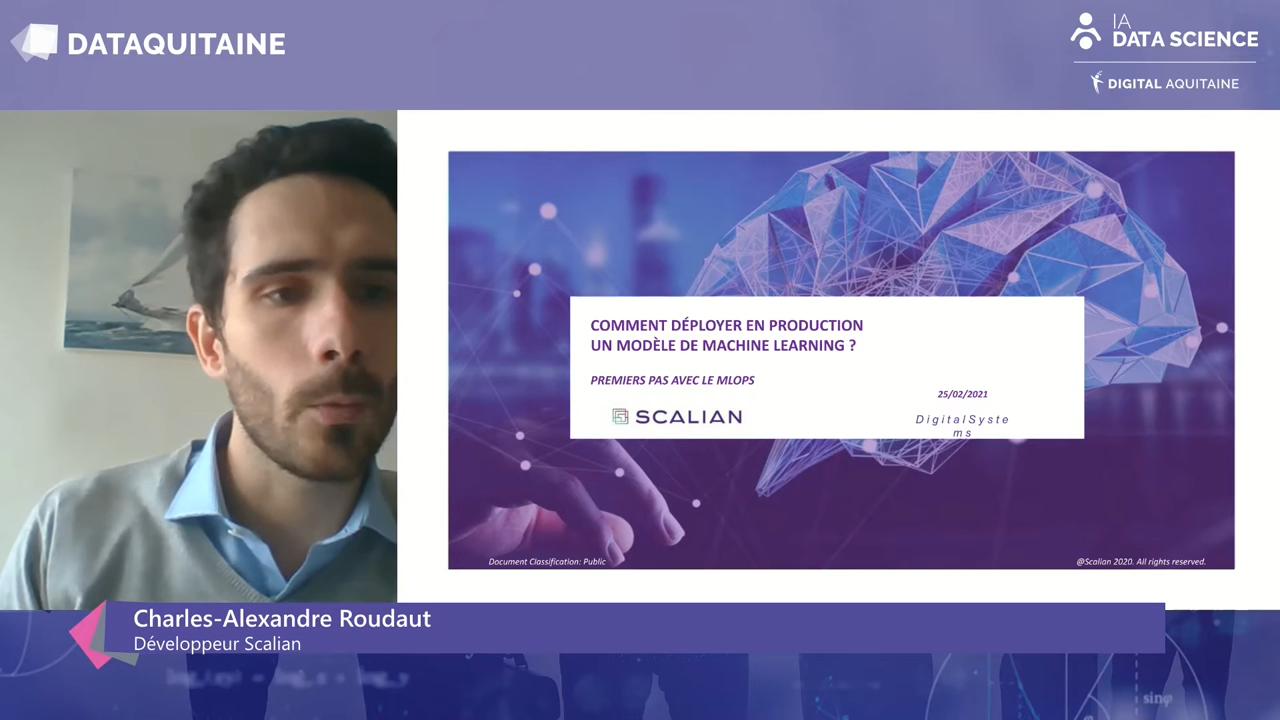 DATAQUITAINE
IA
DATA SCIENCE
DIGITAL AQUITAINE
COMMENT DÉPLOYER EN PRODUCTION
UN MODÈLE DE MACHINE LEARNING ?
PREMIERS PAS AVEC LE MLOPS
25/02/2021
SCALIAN
DigitalSyste
ms
Document Classification: Public
@Scalian 2020. All rights reserved.
Charles-Alexandre Roudaut
Développeur Scalian
sinφ